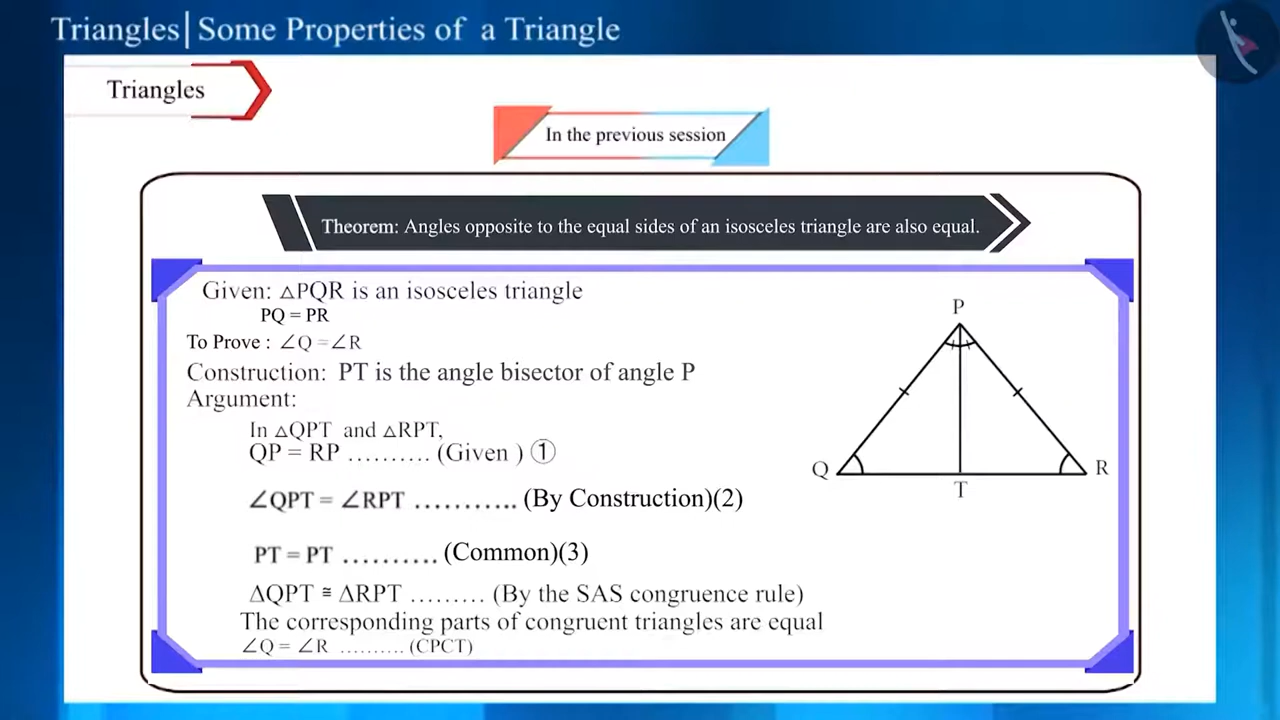 Triangles|Some Properties of a Triangle
Triangles
In the previous session
Theorem: Angles opposite to the equal sides of an isosceles triangle are also equal.
Given: △PQR is an isosceles triangle
PQ = PR
To Prove : ∠Q =∠R
Construction: PT is the angle bisector of angle P
Argument:
In △QPT and △RPT,
QP = RP .......... (Given ) ①
∠QPT = ∠RPT ........... (By Construction)(2)
PT = PT .......... (Common)(3)
ΔQPT ≅ ΔRPT ......... (By the SAS congruence rule)
The corresponding parts of congruent triangles are equal
∠Q = ∠R .......... (CPCT)
P
Q
R
T